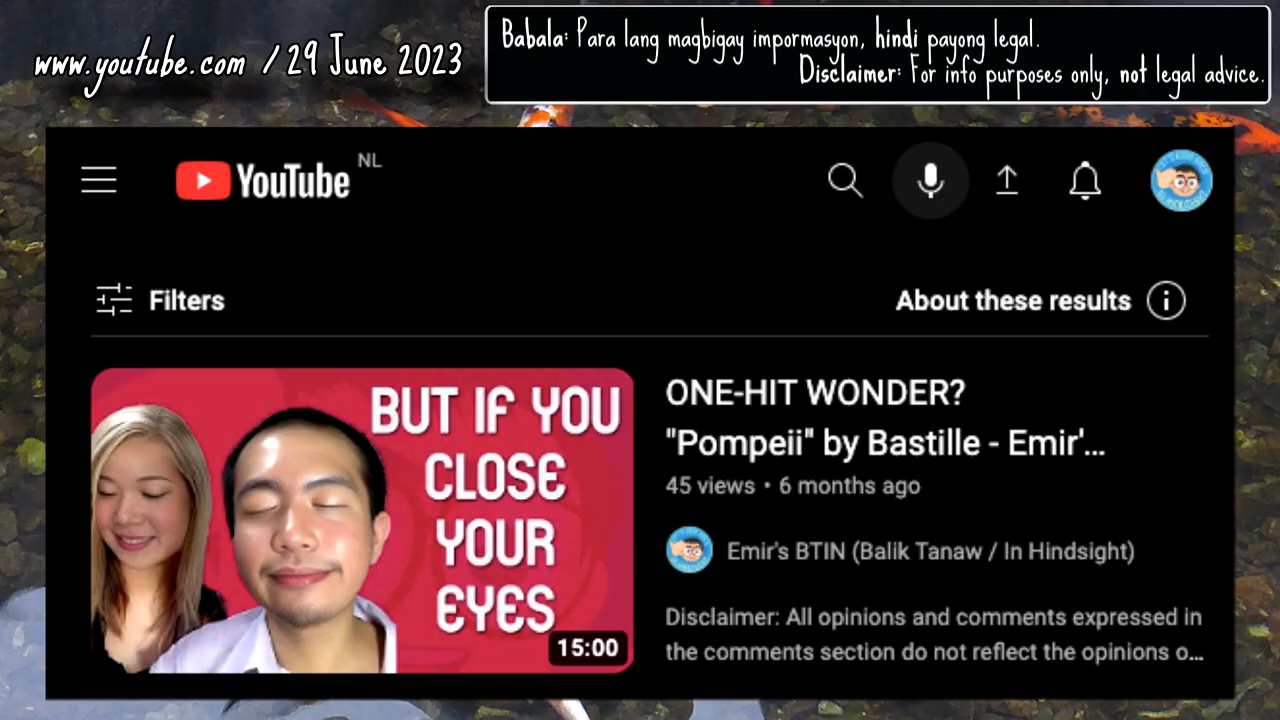 www.youtube.com / 29 June 2023
Babala: Para lang magbigay impormasyon, hindi payong legal.
Disclaimer: For info purposes only, not legal advice.
YouTube NL
Filters
About these results
BUT IF YOU
CLOSE
YOUR
EYES
15:00
ONE-HIT WONDER?
"Pompeii" by Bastille - Emir'...
45 views • 6 months ago
Emir's BTIN (Balik Tanaw / In Hindsight)
Disclaimer: All opinions and comments expressed in
the comments section do not reflect the opinions o...